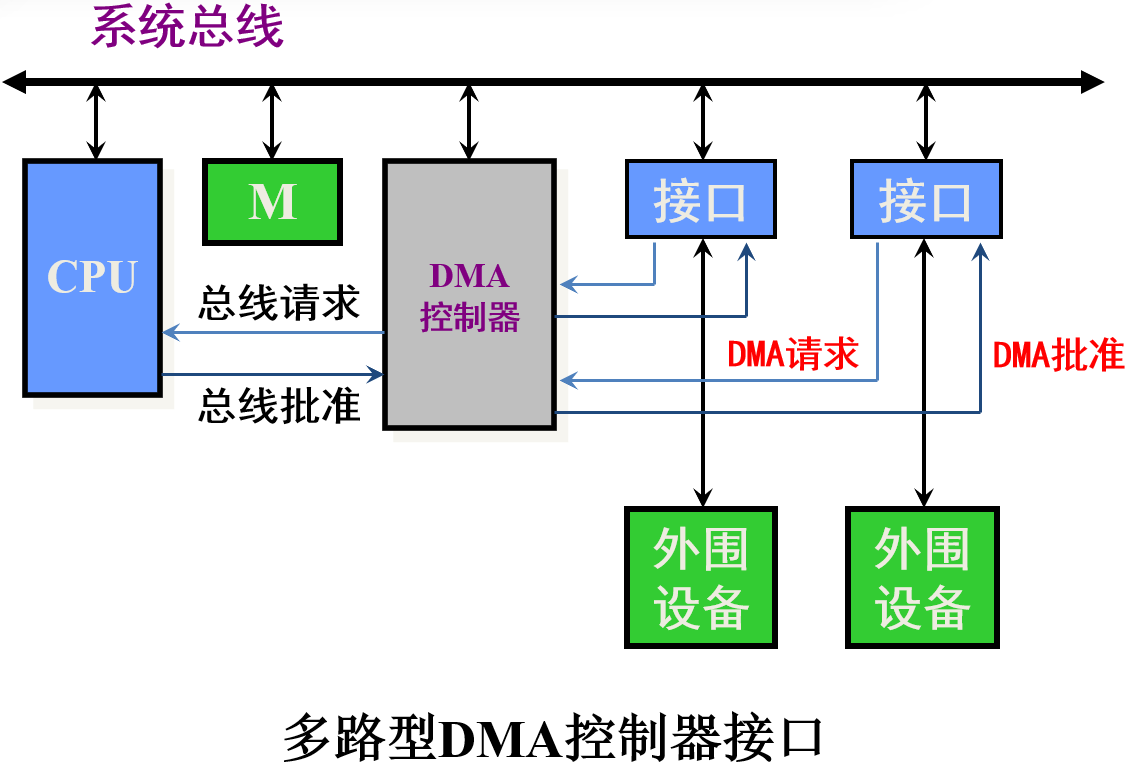 系统总线
CPU
M
DMA
控制器
接口
接口
总线请求
总线批准
DMA请求
DMA批准
外围
设备
外围
设备
多路型DMA控制器接口